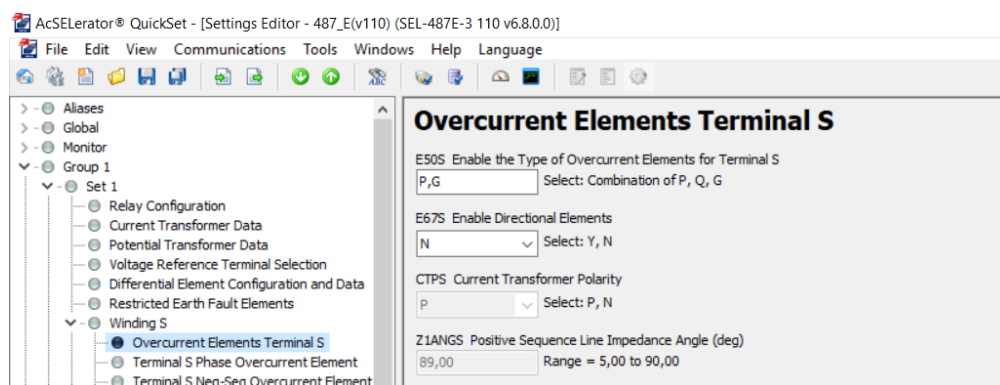 AcSELerator® QuickSet - [Settings Editor - 487_E(v110) (SEL-487E-3 110 v6.8.0.0)]
File Edit View Communications Tools Windows Help Language
Aliases
Global
Monitor
Group 1
Set 1
Relay Configuration
Current Transformer Data
Potential Transformer Data
Voltage Reference Terminal Selection
Differential Element Configuration and Data
Restricted Earth Fault Elements
Winding S
Overcurrent Elements Terminal S
Terminal S Phase Overcurrent Element
Terminal S Neg-Seq Overcurrent Element
Overcurrent Elements Terminal S
E50S Enable the Type of Overcurrent Elements for Terminal S
P,G Select: Combination of P, Q, G
E67S Enable Directional Elements
N Select: Y, N
CTPS Current Transformer Polarity
P Select: P, N
Z1ANGS Positive Sequence Line Impedance Angle (deg)
89,00 Range = 5,00 to 90,00